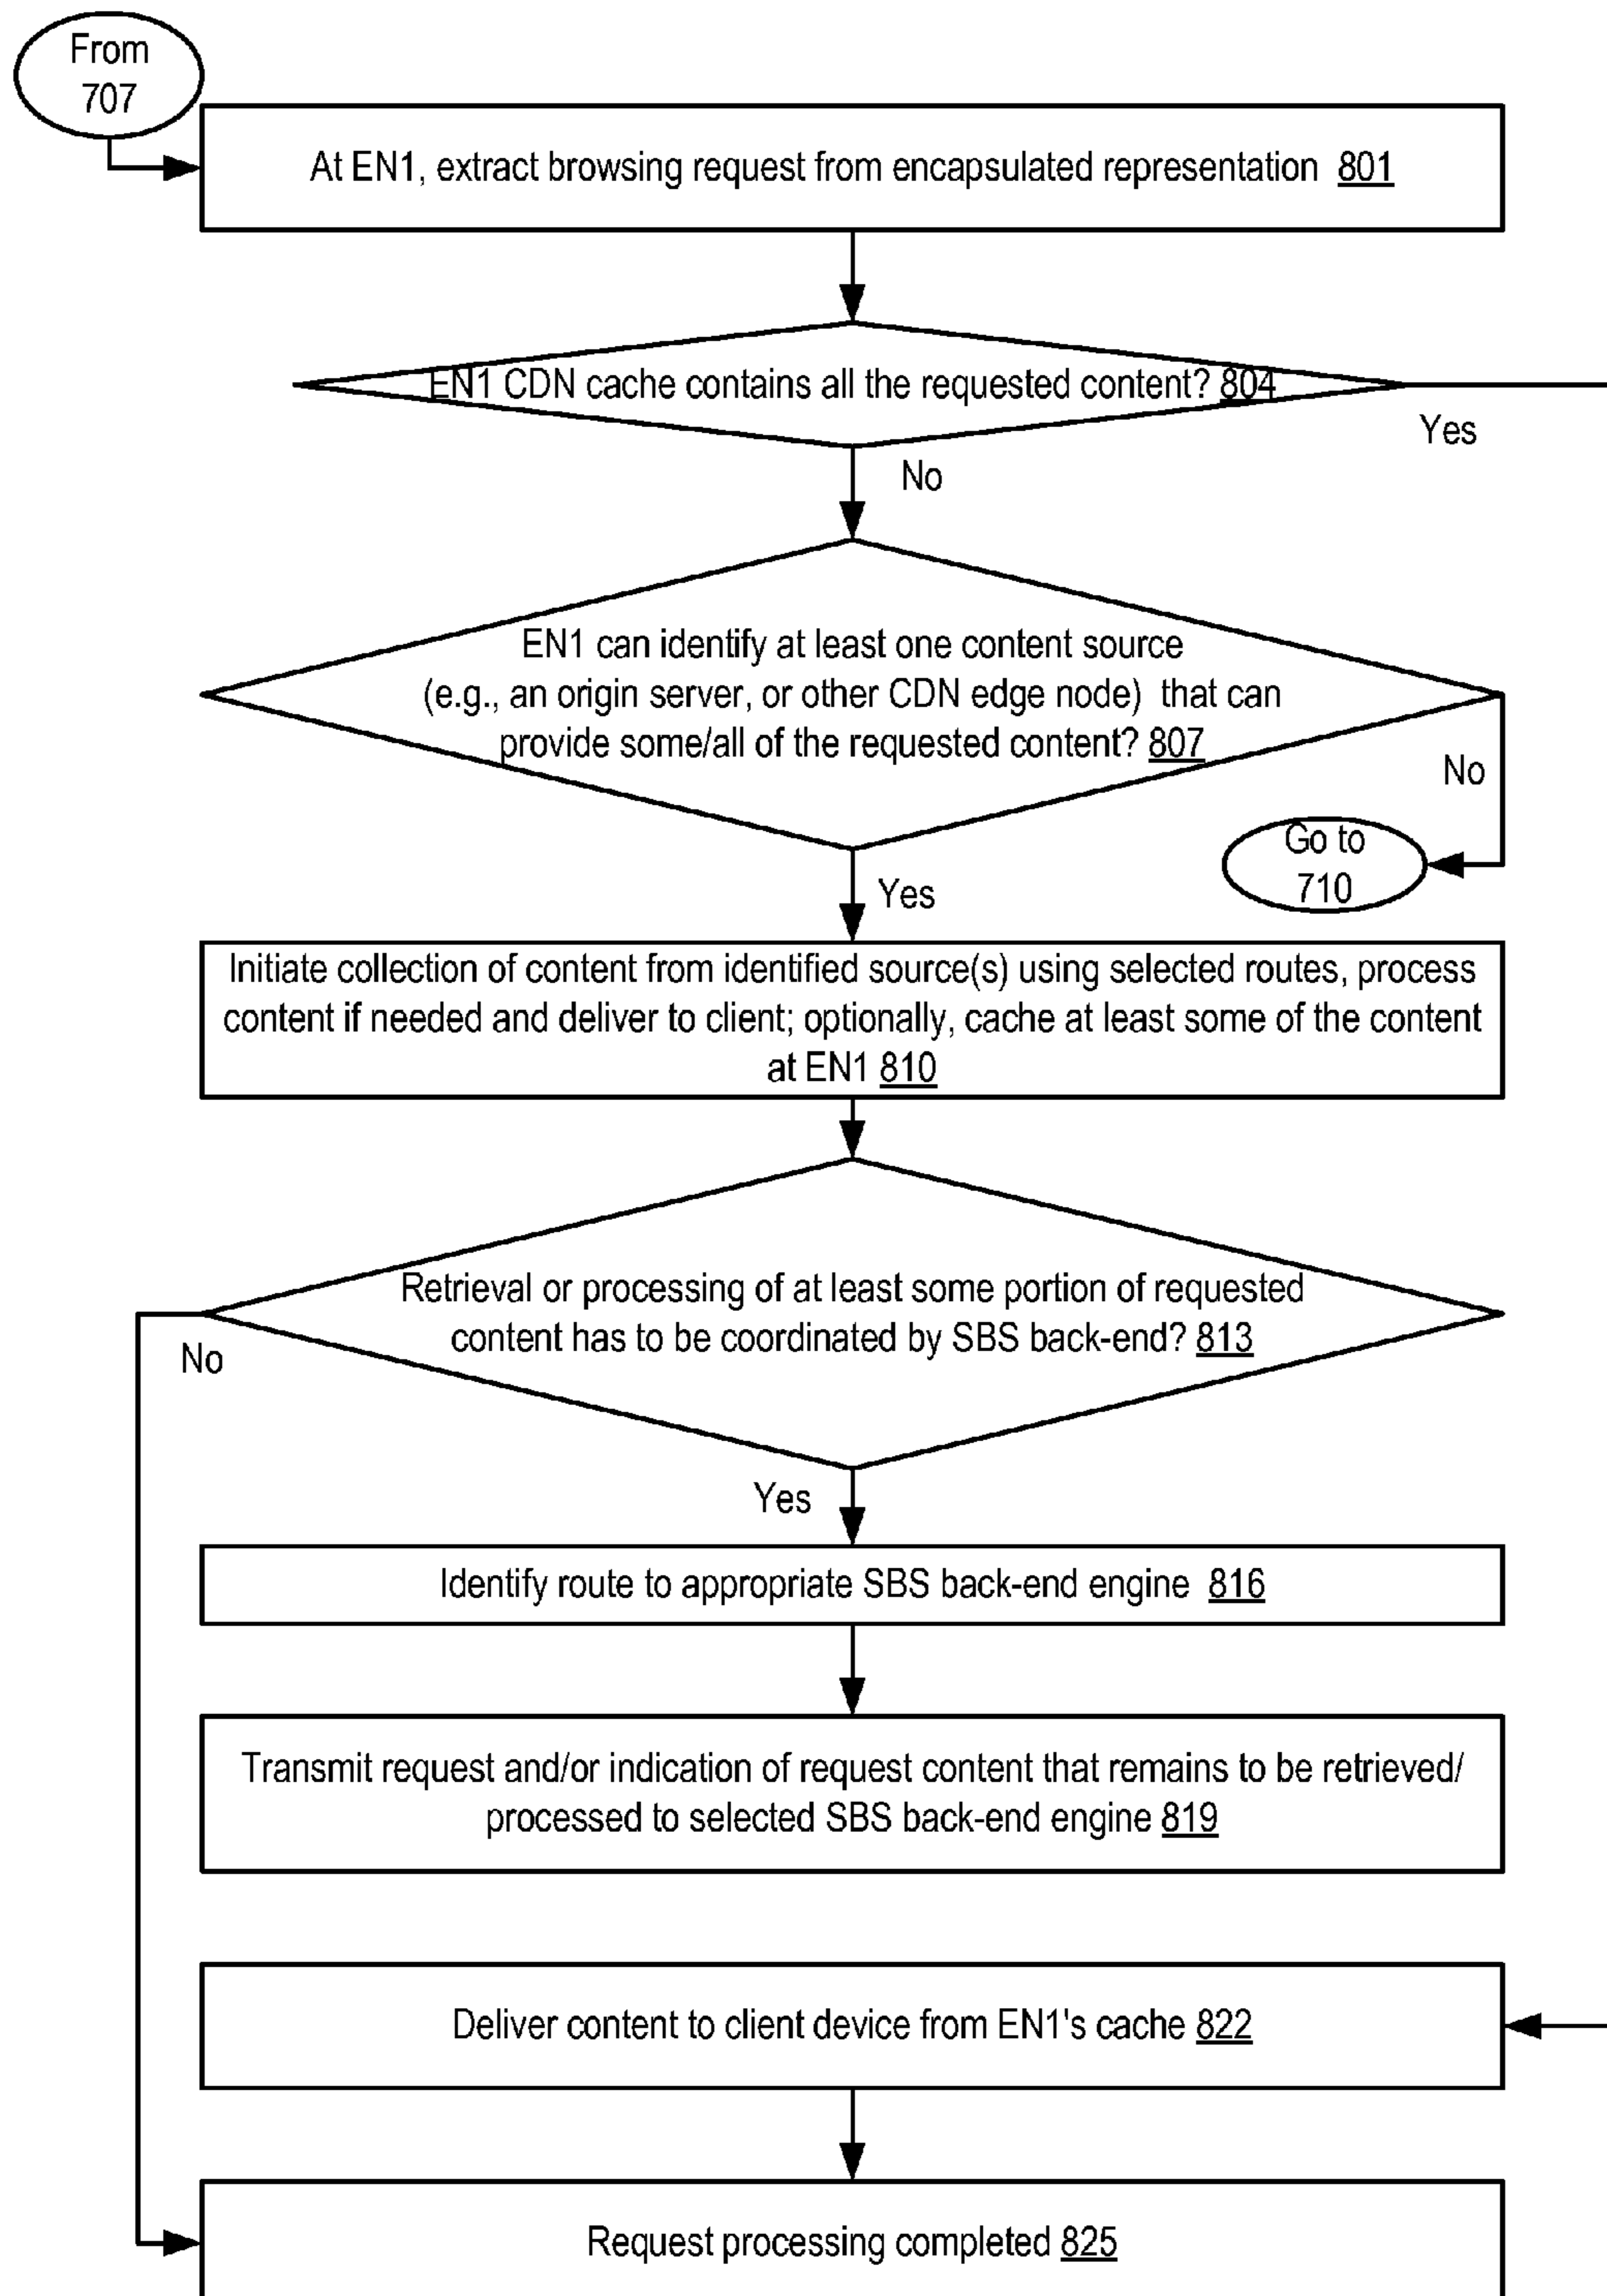 From
707
At EN1, extract browsing request from encapsulated representation 801
EN1 CDN cache contains all the requested content? 804
Yes
No
EN1 can identify at least one content source
(e.g., an origin server, or other CDN edge node) that can
provide some/all of the requested content? 807
No
Go to
710
Yes
Initiate collection of content from identified source(s) using selected routes, process
content if needed and deliver to client; optionally, cache at least some of the content
at EN1 810
Retrieval or processing of at least some portion of requested
content has to be coordinated by SBS back-end? 813
No
Yes
Identify route to appropriate SBS back-end engine 816
Transmit request and/or indication of request content that remains to be retrieved/
processed to selected SBS back-end engine 819
Deliver content to client device from EN1's cache 822
Request processing completed 825